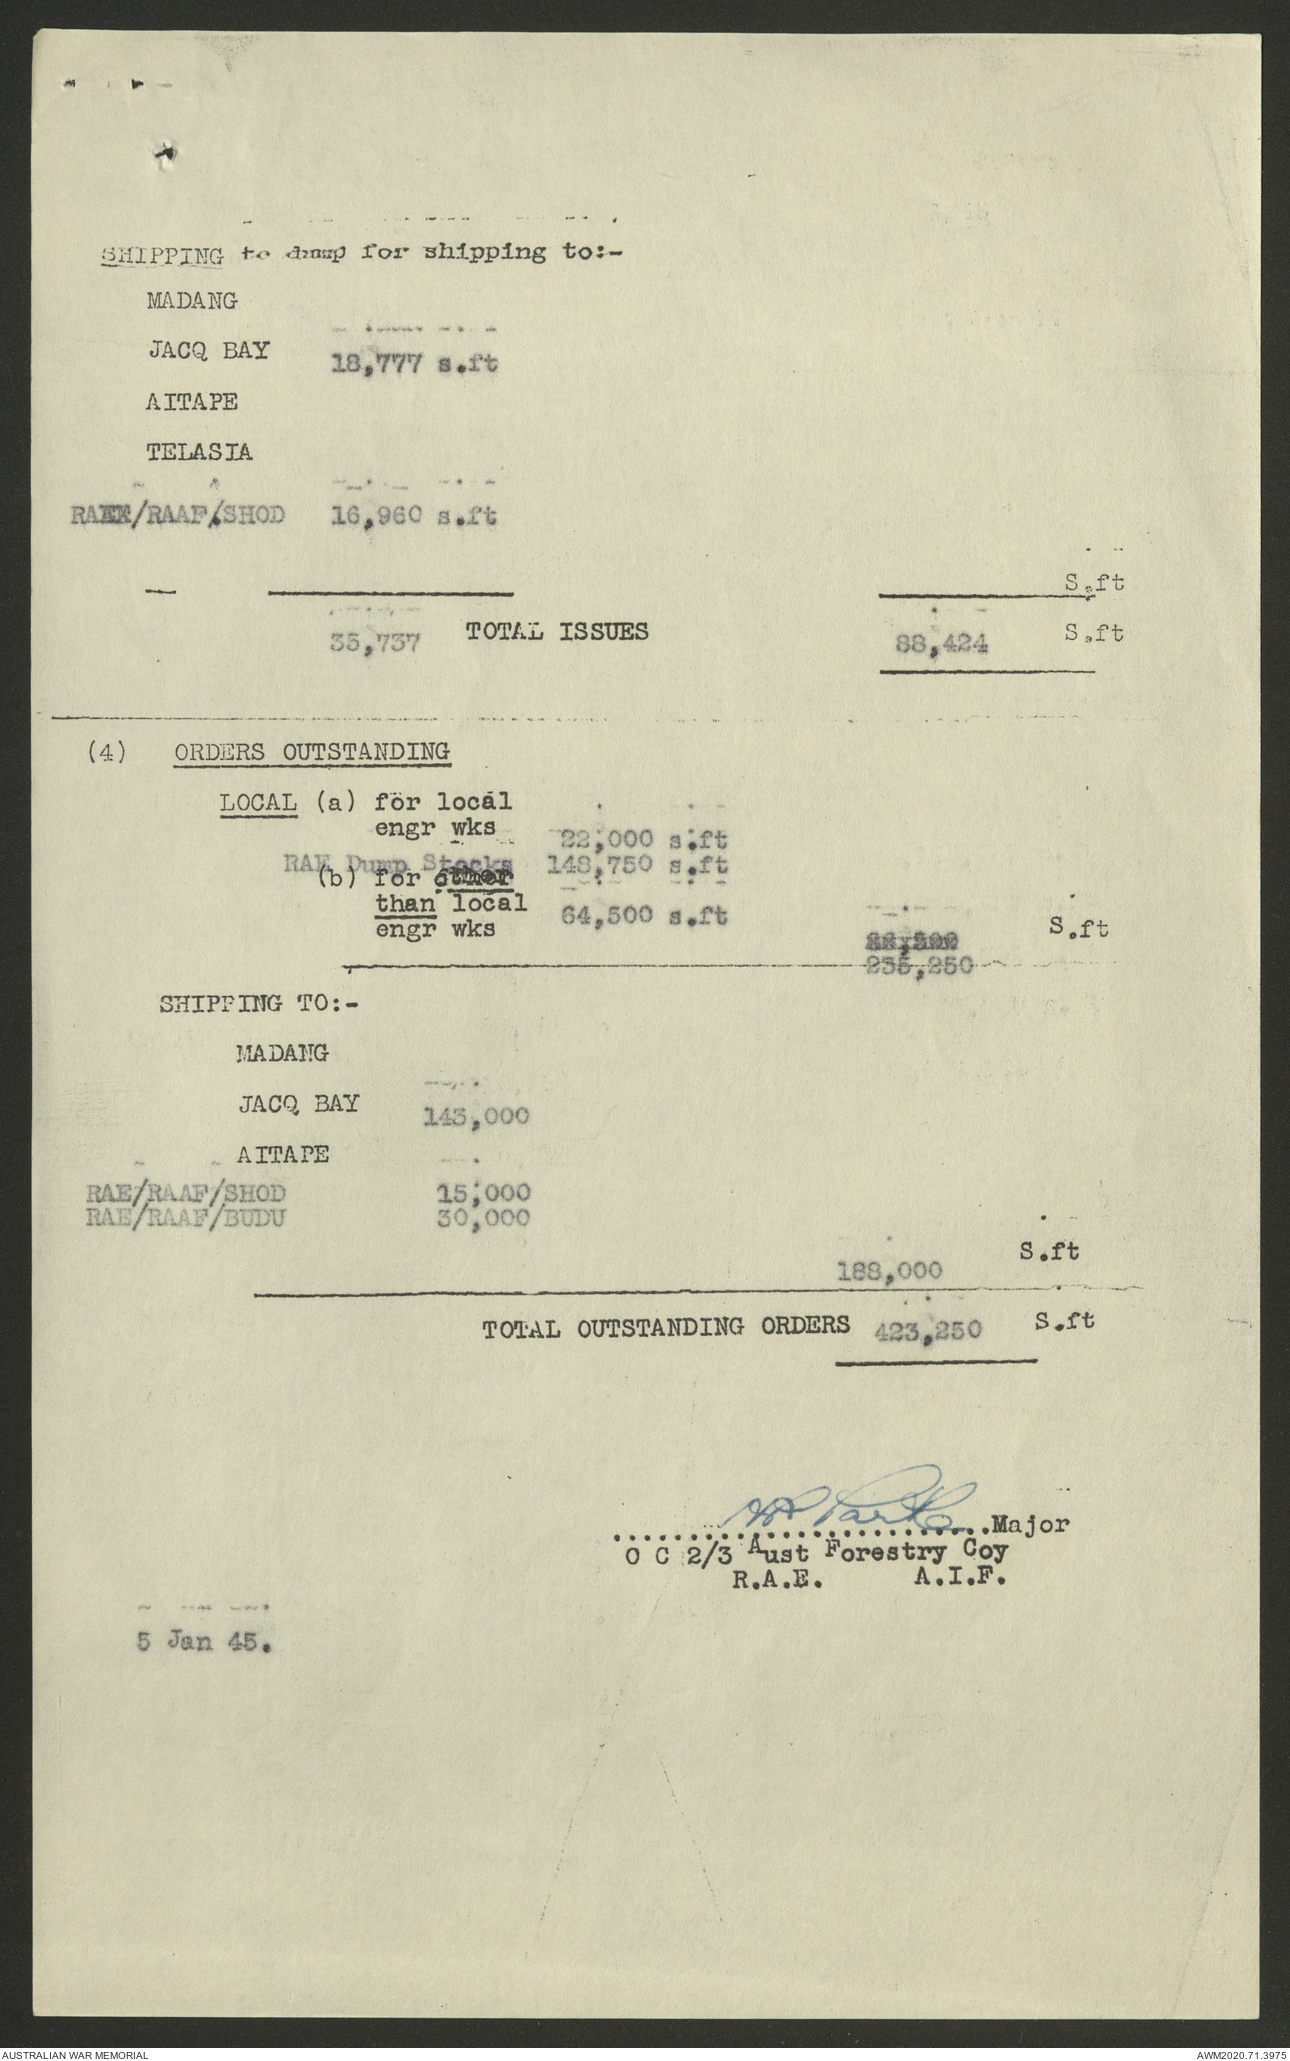 SHIPPING to dump for shipping to:-
MADANG
JACQ BAY 18,777 s.ft
AITAPE
TELASIA
RAE/RAAF/SHOD 16,960 s.ft
S.ft
35,737 TOTAL ISSUES 88,424 S.ft
(4) ORDERS OUTSTANDING
LOCAL (a) for local
engr wks 22,000 s.ft
RAE Dump Stocks 148,750 s.ft
(b) for other
than local
engr wks 64,500 s.ft S.ft
235,250
SHIPPING TO:-
MADANG
JACQ BAY 143,000
AITAPE
RAE/RAAF/SHOD 15,000
RAE/RAAF/BUDU 30,000
188,000 S.ft
TOTAL OUTSTANDING ORDERS 423,250 S.ft
..........................Major
O C 2/3 Aust Forestry Coy
R.A.E. A.I.F.
5 Jan 45.
AUSTRALIAN WAR MEMORIAL AWM2020.71.3975